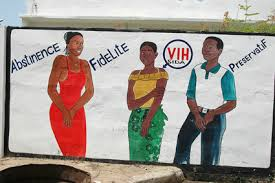 Abstinence
Fidelite
VIH
SIDA
Preservatif